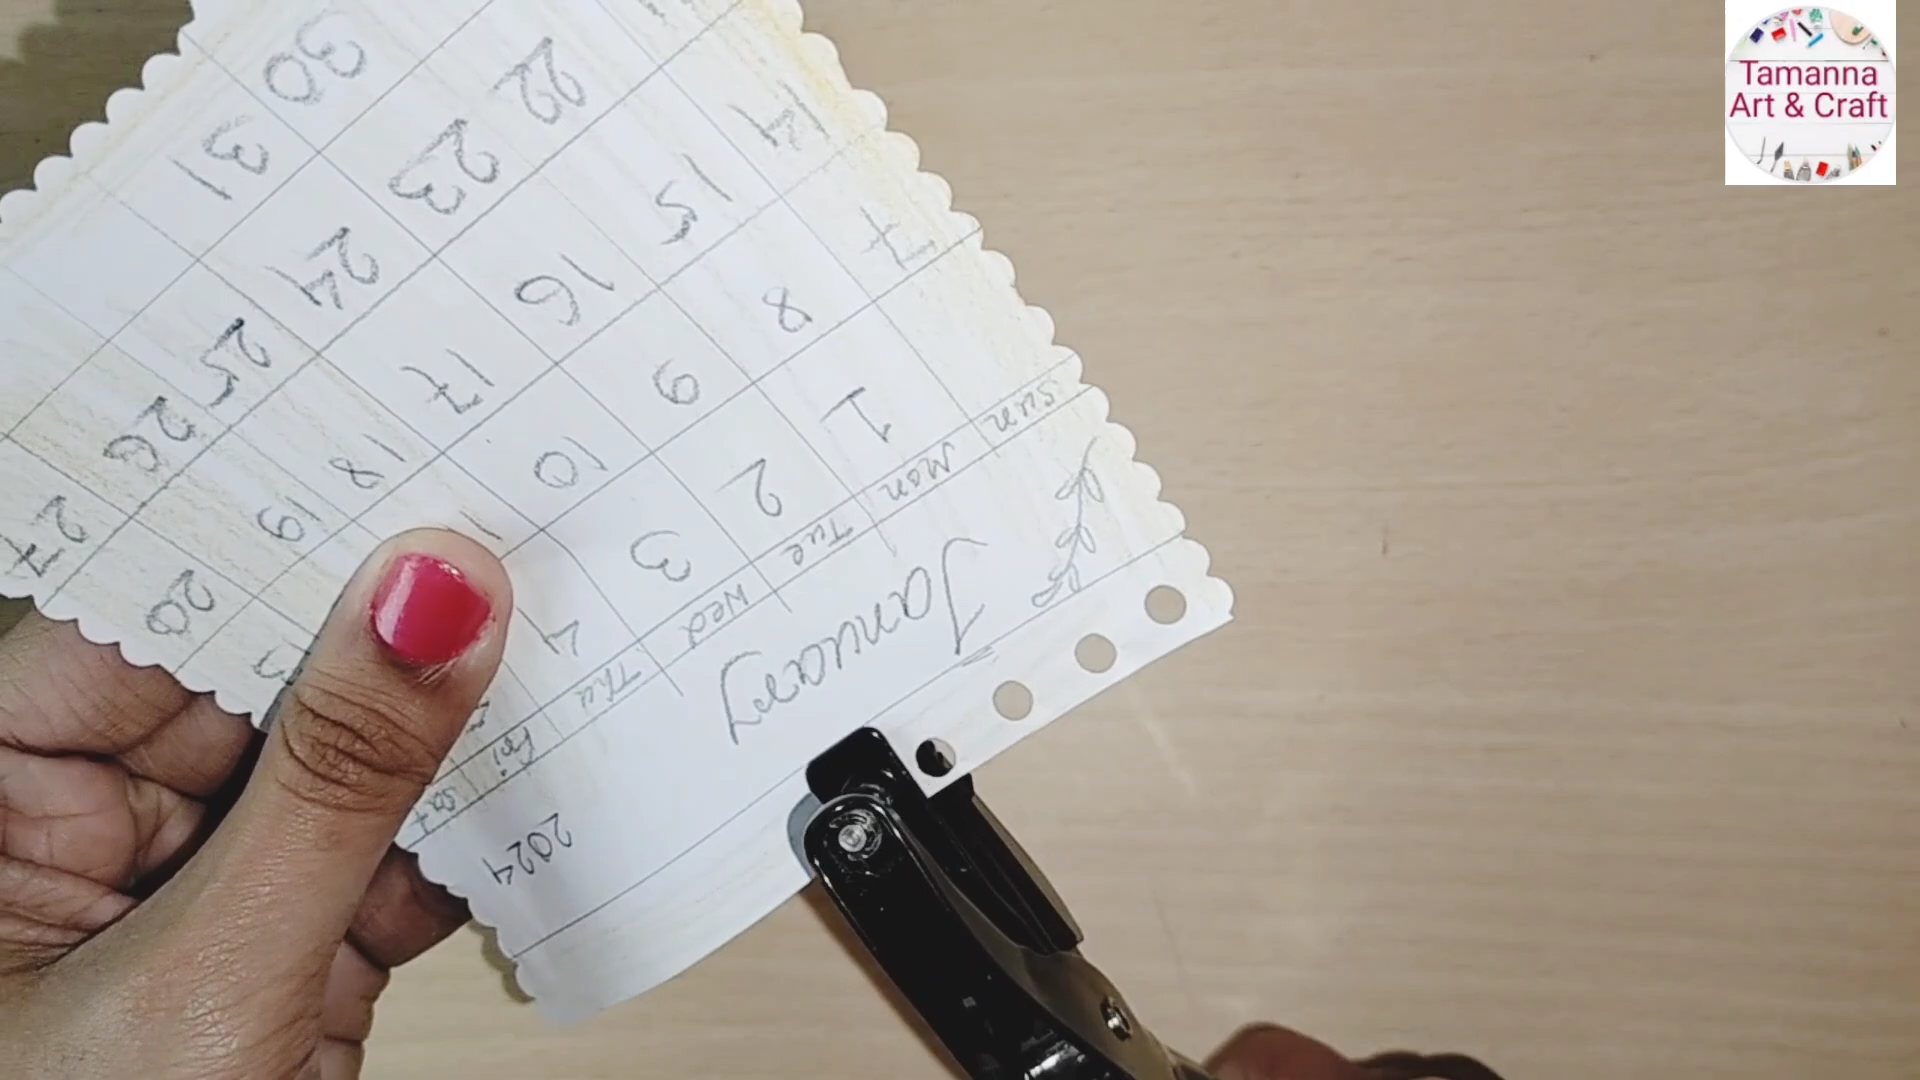 January
2024
Sun Mon Tue Wed Thu Fri Sat
1 2 3 4
7 8 9 10
14 15 16 17 18 19 20
22 23 24 25 26 27
30 31
Tamanna
Art & Craft